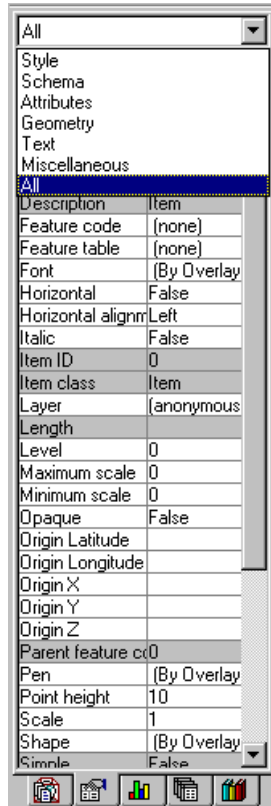 All
Style
Schema
Attributes
Geometry
Text
Miscellaneous
All
Description Item
Feature code (none)
Feature table (none)
Font (By Overlay
Horizontal False
Horizontal alignm Left
Italic False
Item ID 0
Item class Item
Layer (anonymous
Length
Level 0
Maximum scale 0
Minimum scale 0
Opaque False
Origin Latitude
Origin Longitude
Origin X
Origin Y
Origin Z
Parent feature co 0
Pen (By Overlay
Point height 10
Scale 1
Shape (By Overlay
Simple False